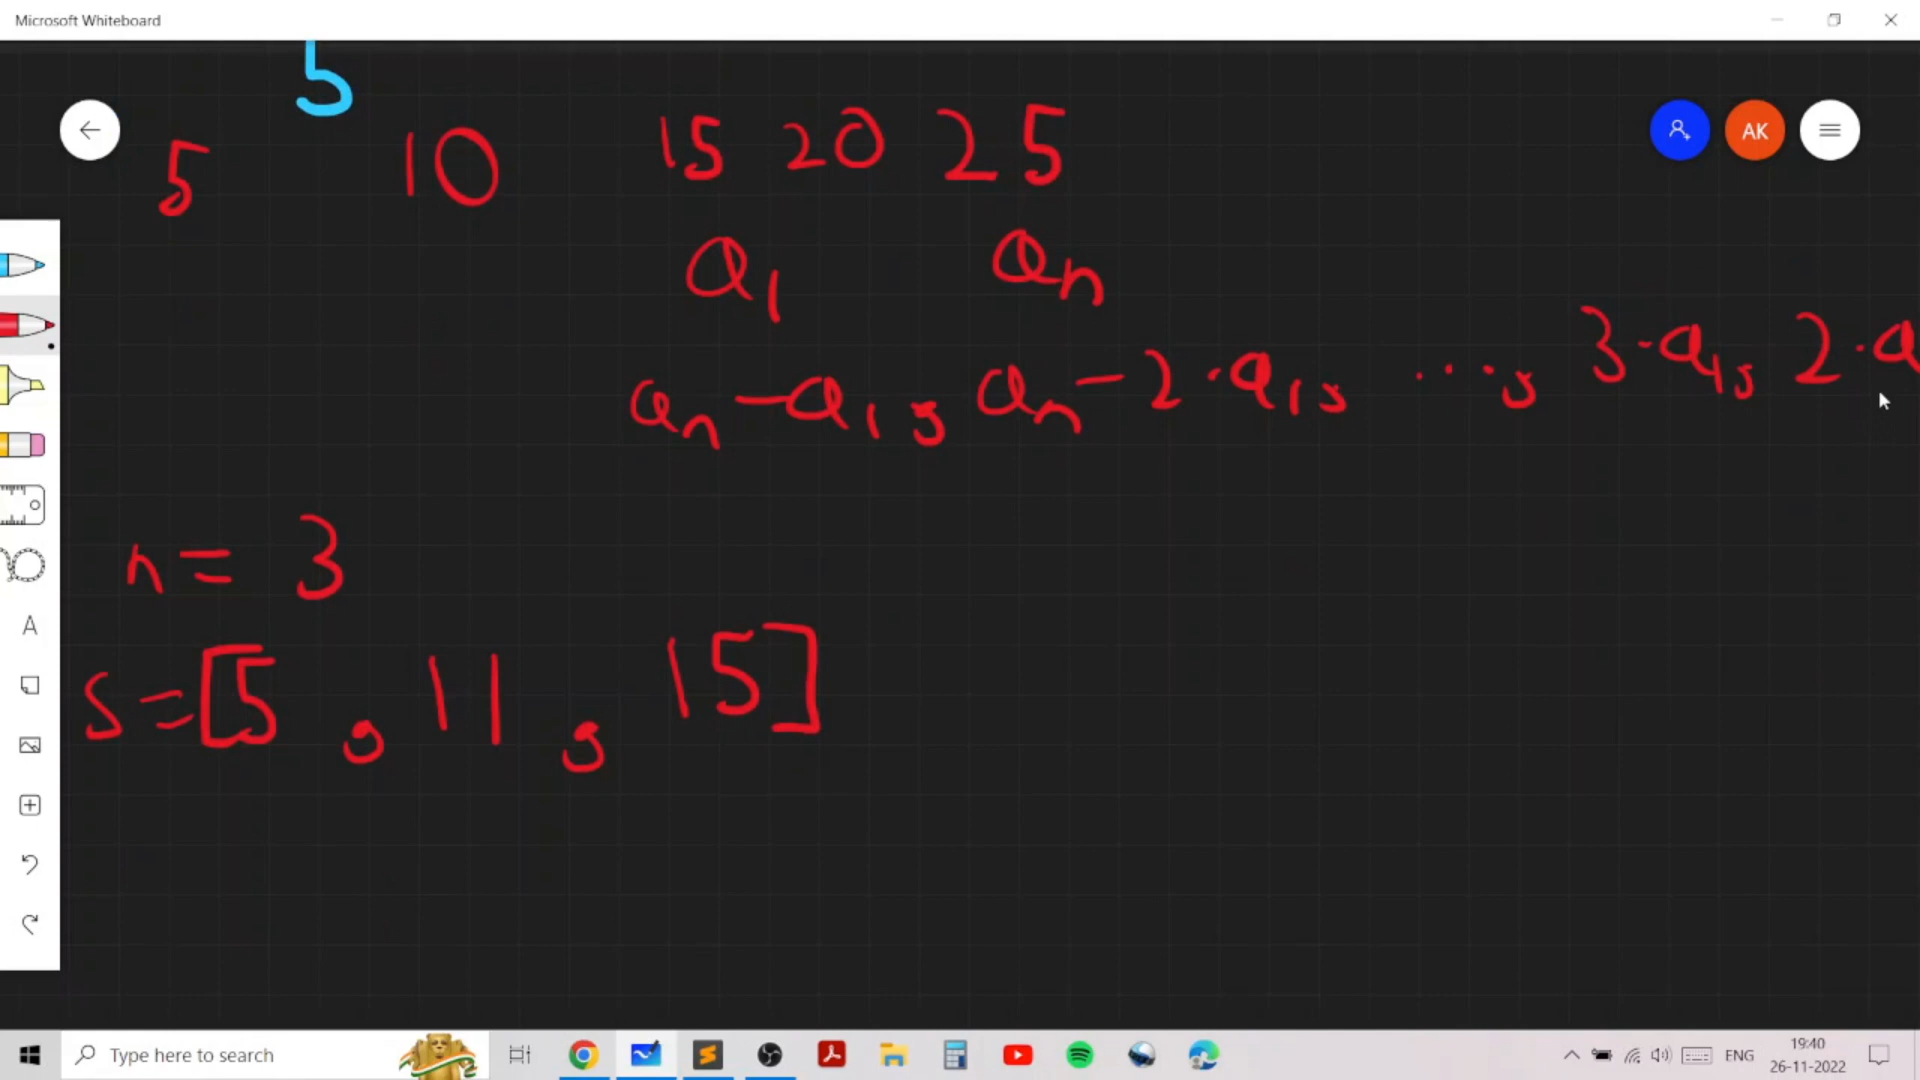 Microsoft Whiteboard
5
5 10 15 20 25
AK
a1 an
an - a1, an - 2·a1, ..., 3·a1, 2·a
n = 3
A
s = [5, 11, 15]
Type here to search
ENG
19:40
26-11-2022